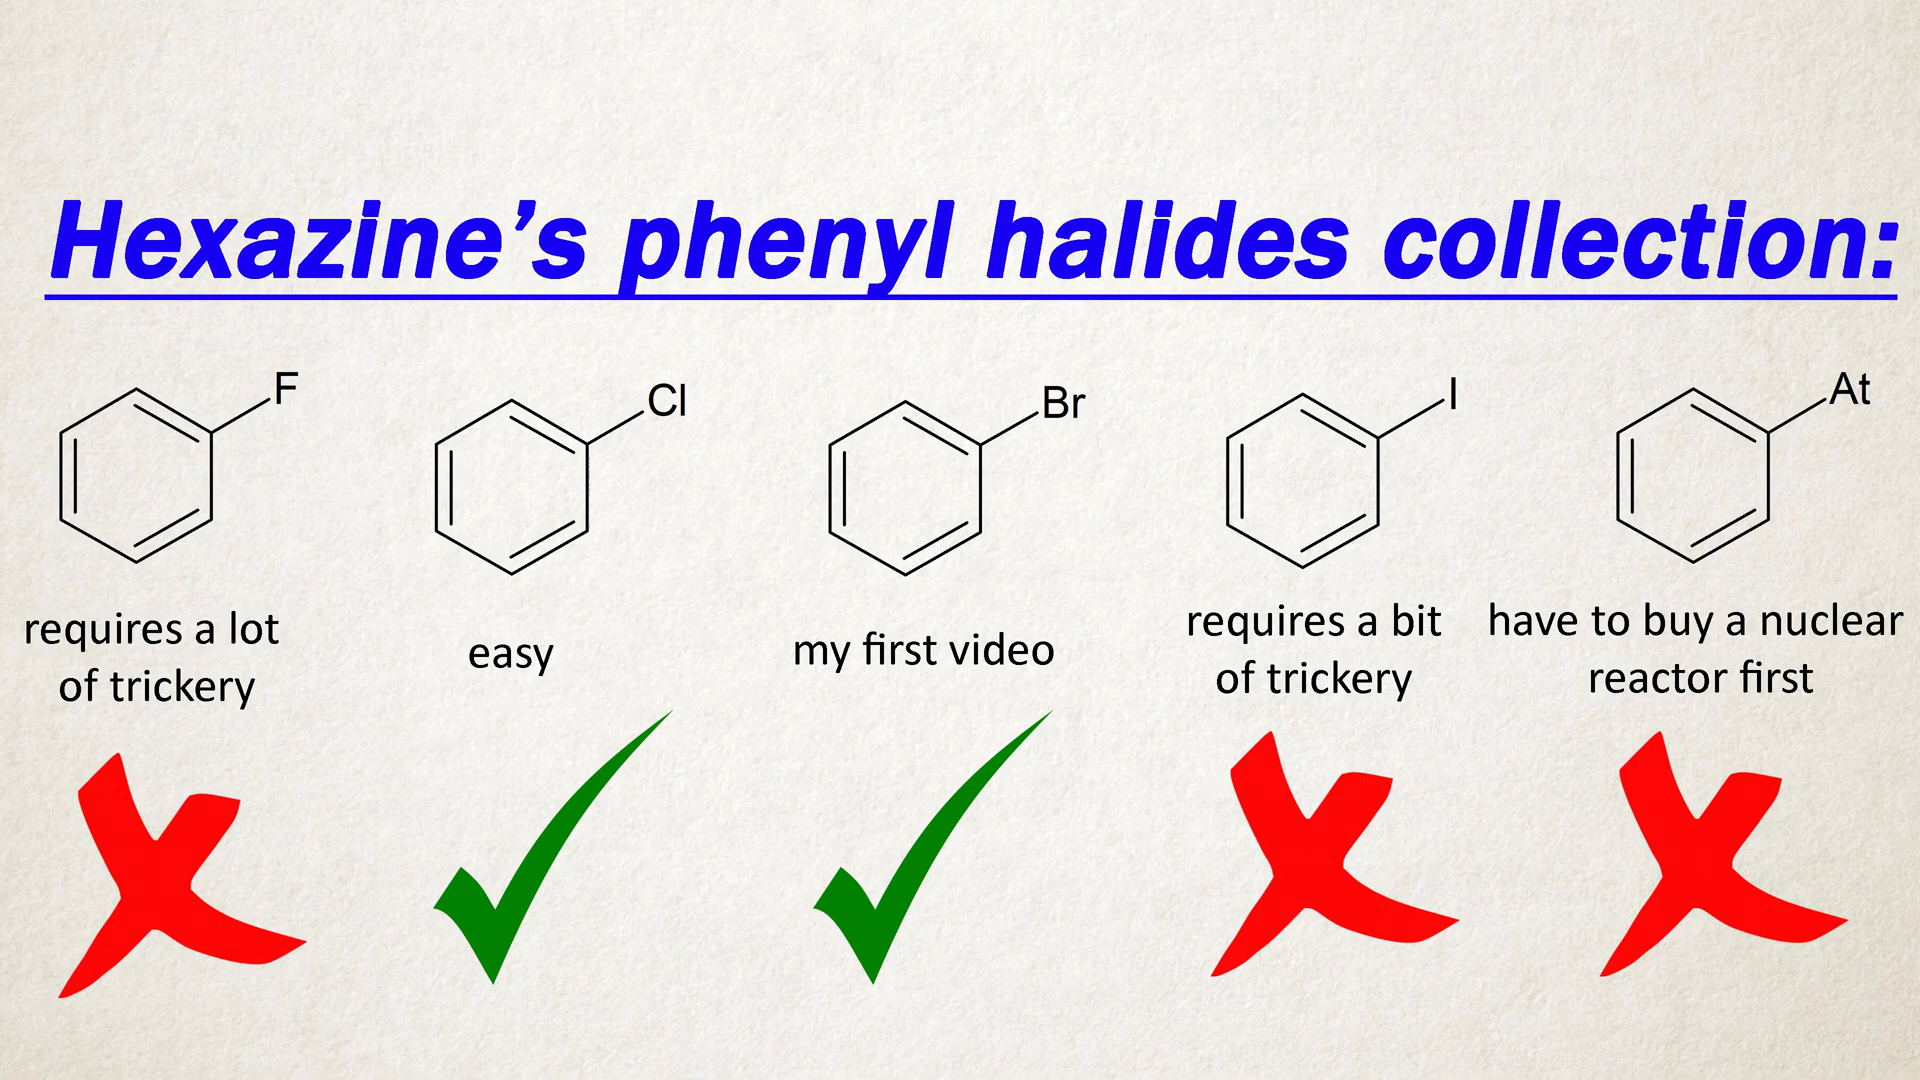 Hexazine’s phenyl halides collection:
F
Cl
Br
I
At
requires a lot
of trickery
easy
my first video
requires a bit
of trickery
have to buy a nuclear
reactor first